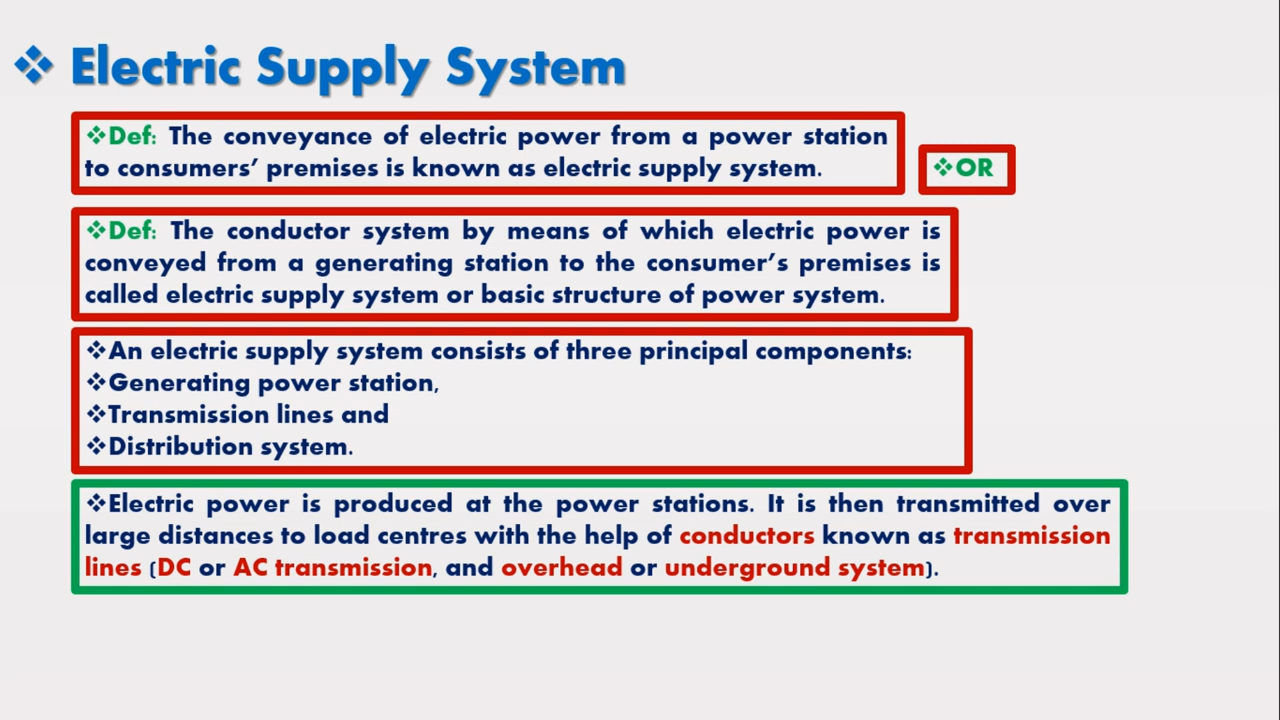 ❖ Electric Supply System
❖Def: The conveyance of electric power from a power station
to consumers’ premises is known as electric supply system.
❖OR
❖Def: The conductor system by means of which electric power is
conveyed from a generating station to the consumer’s premises is
called electric supply system or basic structure of power system.
❖An electric supply system consists of three principal components:
❖Generating power station,
❖Transmission lines and
❖Distribution system.
❖Electric power is produced at the power stations. It is then transmitted over
large distances to load centres with the help of conductors known as transmission
lines (DC or AC transmission, and overhead or underground system).